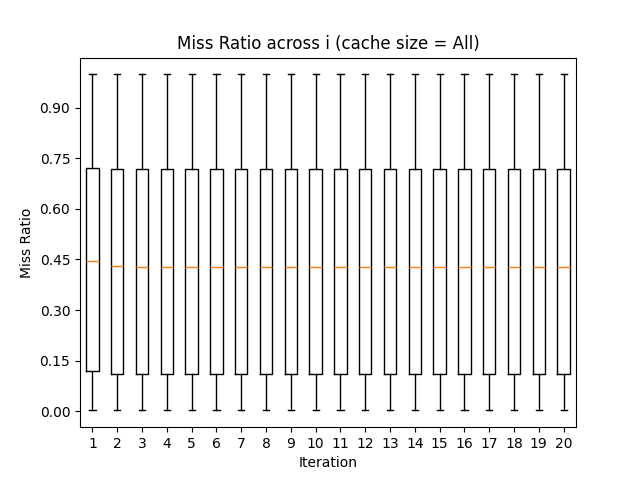 Miss Ratio across i (cache size = All)
Miss Ratio
0.90
0.75
0.60
0.45
0.30
0.15
0.00
1 2 3 4 5 6 7 8 9 10 11 12 13 14 15 16 17 18 19 20
Iteration